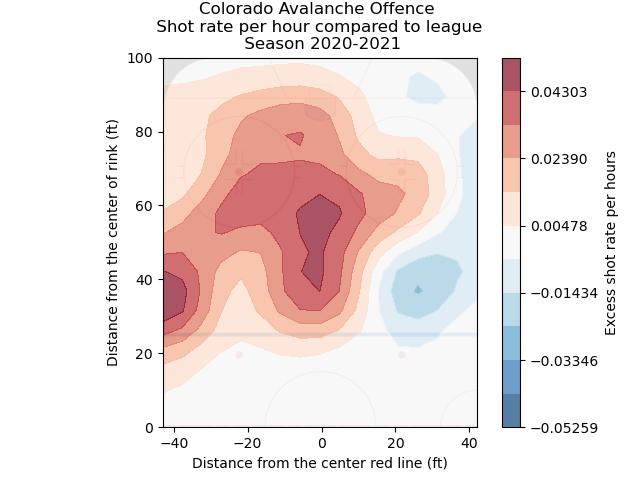 Colorado Avalanche Offence
Shot rate per hour compared to league
Season 2020-2021
100
80
60
40
20
0
Distance from the center of rink (ft)
−40
−20
0
20
40
Distance from the center red line (ft)
0.04303
0.02390
0.00478
−0.01434
−0.03346
−0.05259
Excess shot rate per hours